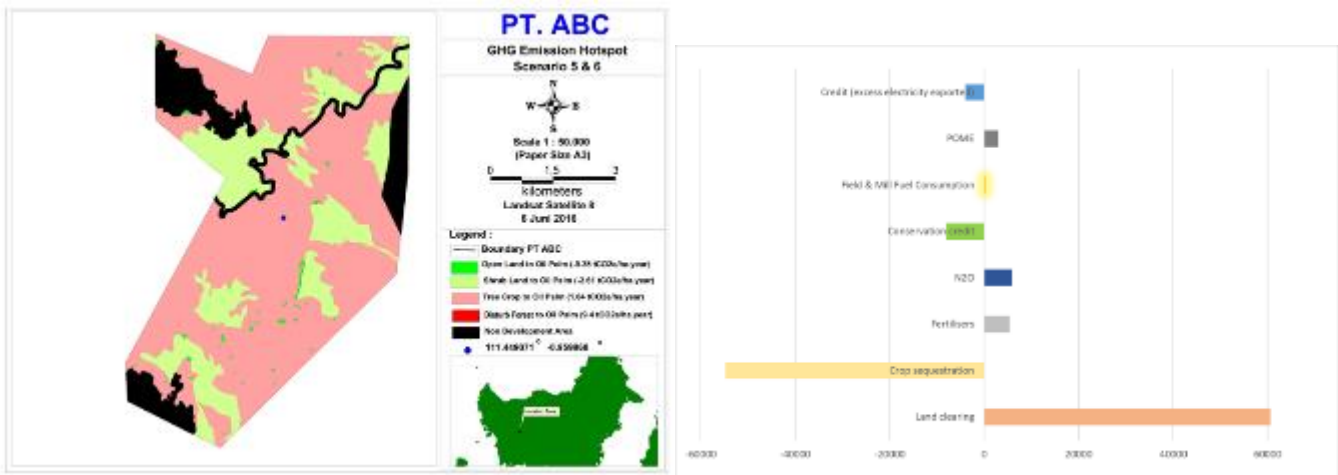 PT. ABC
GHG Emission Hotspot
Scenario 5 & 6
N
W
S
Scale 1 : 50.000
(Paper Size A3)
0 1,5 3
kilometers
Landsat Satellite 8
6 Juni 2016
Legend :
Boundary PT ABC
Open Land to Oil Palm
Shrub Land to Oil Palm
Tree Crop to Oil Palm
Disturb Forest to Oil Palm
Non Development Area
Credit (excess electricity exported)
POME
Field & Mill Fuel Consumption
Conservation credit
N2O
Fertilisers
Crop sequestration
Land clearing
-60000 -40000 -20000 0 20000 40000 60000